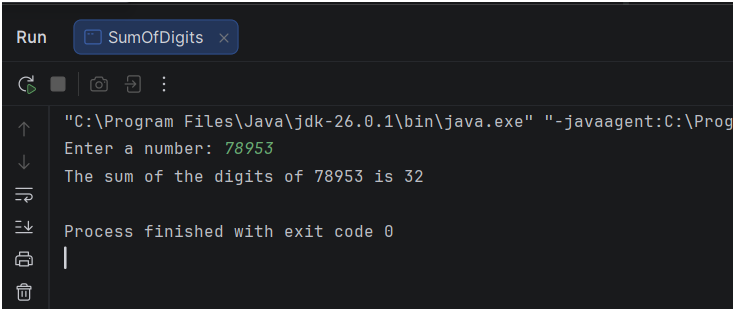 Run SumOfDigits
"C:\Program Files\Java\jdk-26.0.1\bin\java.exe" "-javaagent:C:\Prog
Enter a number: 78953
The sum of the digits of 78953 is 32
Process finished with exit code 0